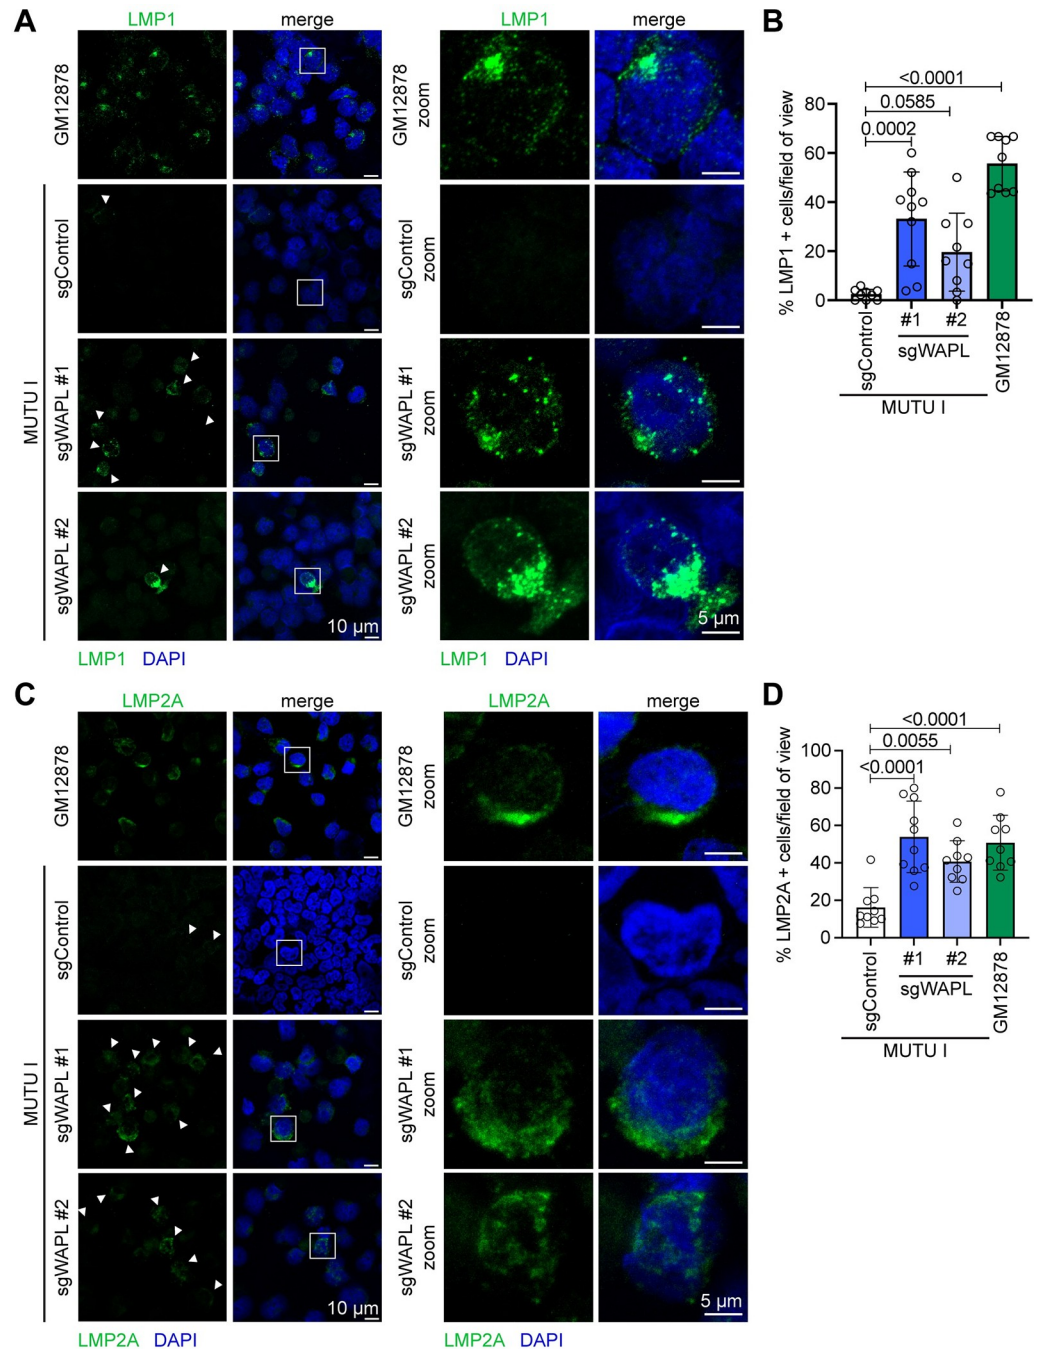 A
LMP1
merge
LMP1
merge
GM12878
GM12878
zoom
sgControl
sgControl
zoom
MUTU I
sgWAPL #1
sgWAPL #1
zoom
sgWAPL #2
sgWAPL #2
zoom
10 µm
5 µm
LMP1 DAPI
LMP1 DAPI
B
% LMP1 + cells/field of view
80
60
40
20
0
<0.0001
0.0585
0.0002
sgControl
#1
#2
sgWAPL
GM12878
MUTU I
C
LMP2A
merge
LMP2A
merge
GM12878
GM12878
zoom
sgControl
sgControl
zoom
MUTU I
sgWAPL #1
sgWAPL #1
zoom
sgWAPL #2
sgWAPL #2
zoom
10 µm
5 µm
LMP2A DAPI
LMP2A DAPI
D
% LMP2A + cells/field of view
100
80
60
40
20
0
<0.0001
0.0055
<0.0001
sgControl
#1
#2
sgWAPL
GM12878
MUTU I